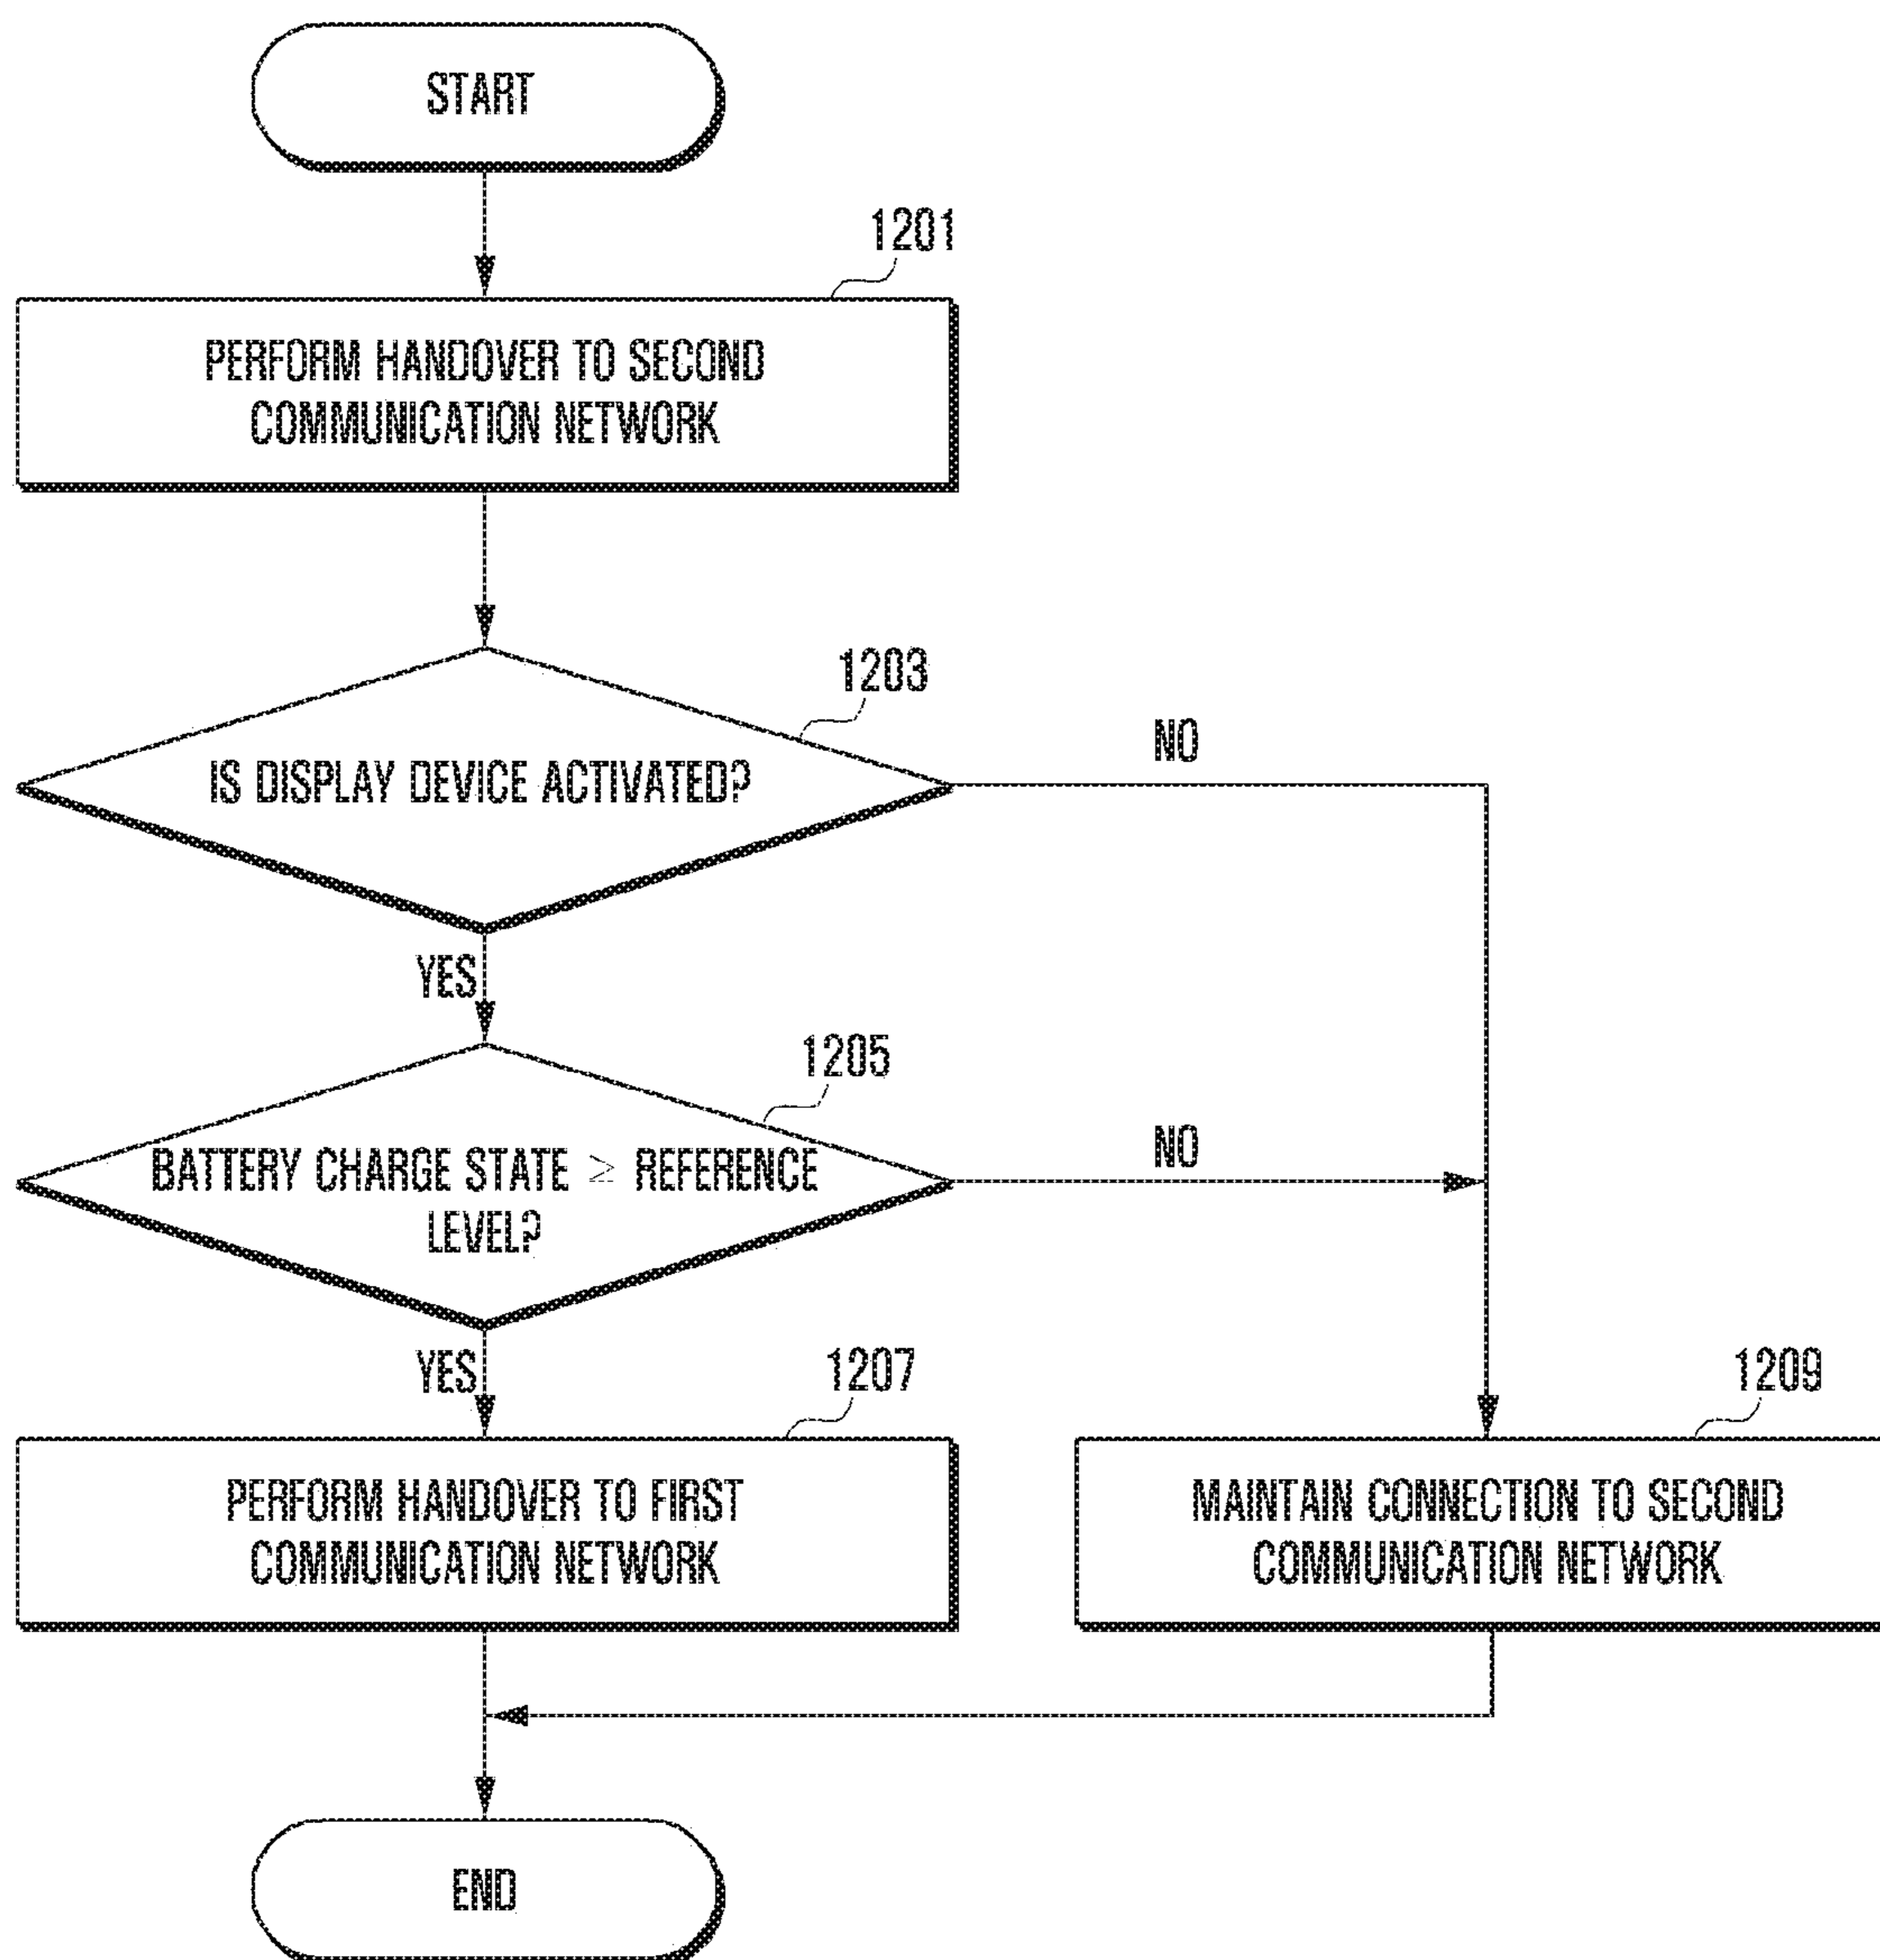 START
1201
PERFORM HANDOVER TO SECOND
COMMUNICATION NETWORK
1203
IS DISPLAY DEVICE ACTIVATED?
NO
YES
1205
BATTERY CHARGE STATE ≥ REFERENCE
LEVEL?
NO
YES
1207
PERFORM HANDOVER TO FIRST
COMMUNICATION NETWORK
1209
MAINTAIN CONNECTION TO SECOND
COMMUNICATION NETWORK
END